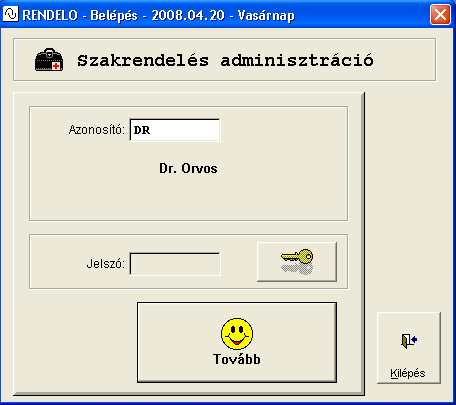 RENDELO - Belépés - 2008.04.20 - Vasárnap
Szakrendelés adminisztráció
Azonosító: DR
Dr. Orvos
Jelszó:
Tovább
Kilépés